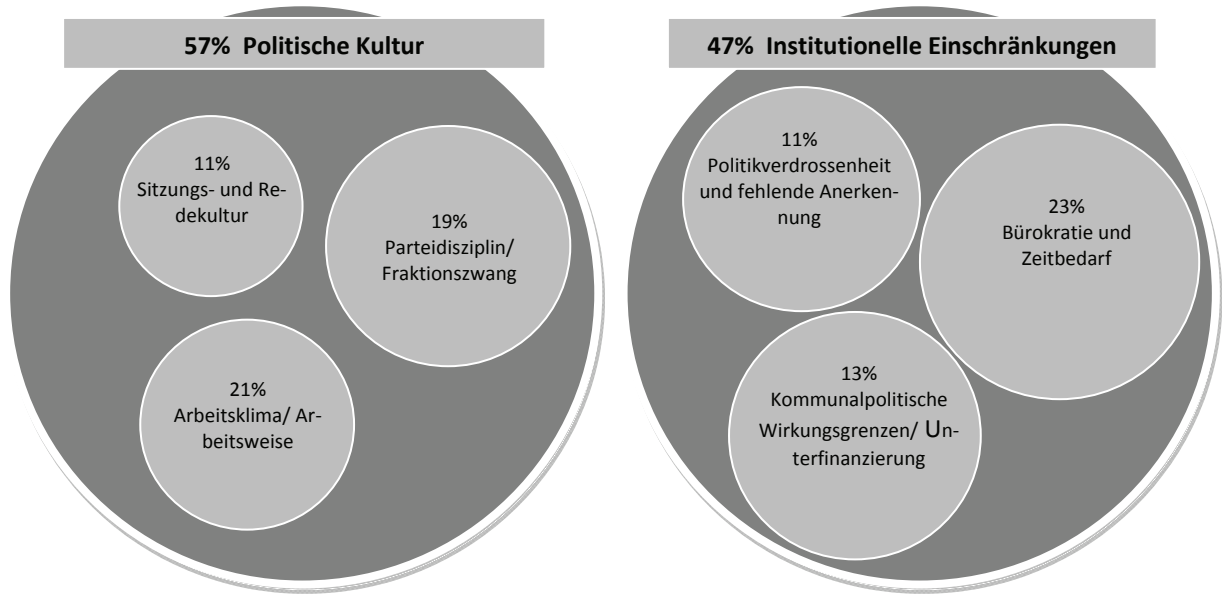 57% Politische Kultur
11%
Sitzungs- und Re-
dekultur
19%
Parteidisziplin/
Fraktionszwang
21%
Arbeitsklima/ Ar-
beitsweise
47% Institutionelle Einschränkungen
11%
Politikverdrossenheit
und fehlende Anerken-
nung
23%
Bürokratie und
Zeitbedarf
13%
Kommunalpolitische
Wirkungsgrenzen/ Un-
terfinanzierung